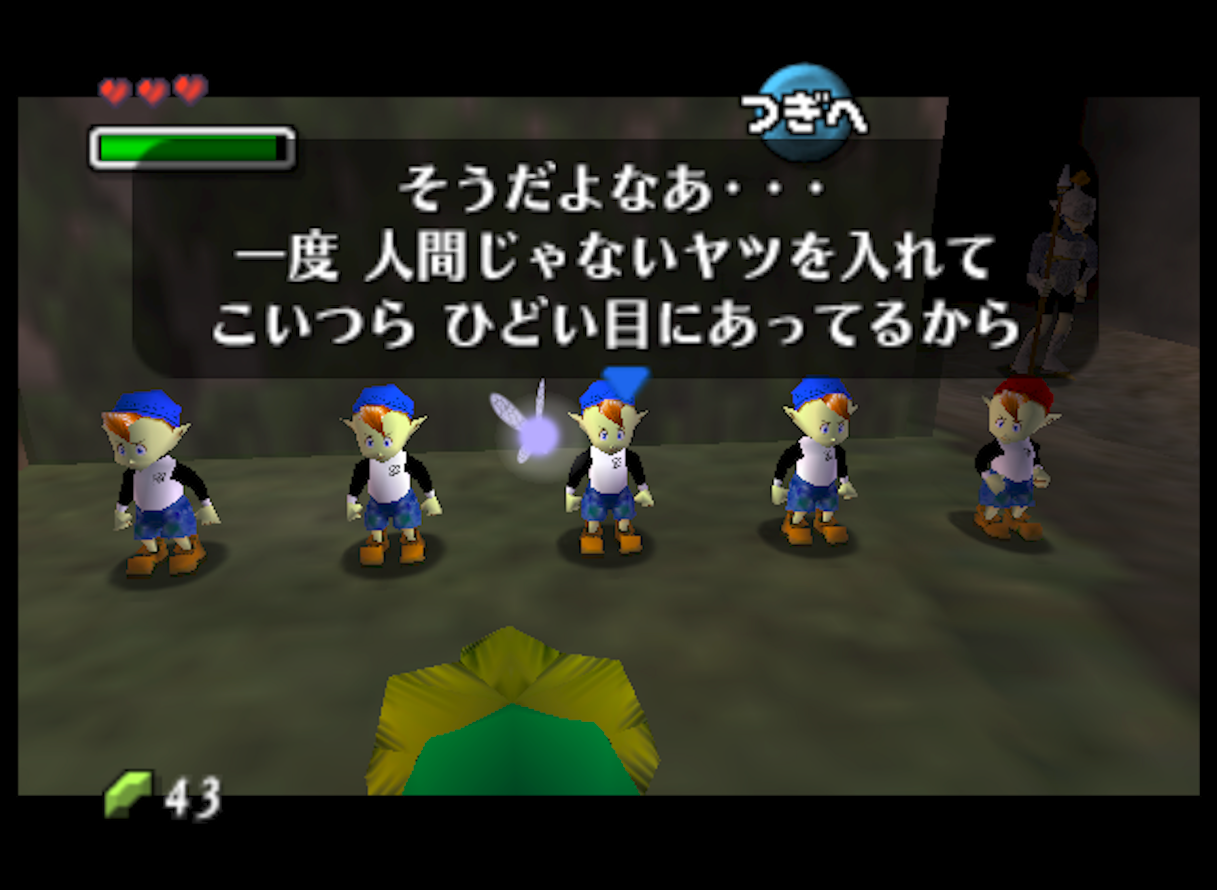 つぎへ
そうだよなあ・・・
一度 人間じゃないヤツを入れて
こいつら ひどい目にあってるから
43